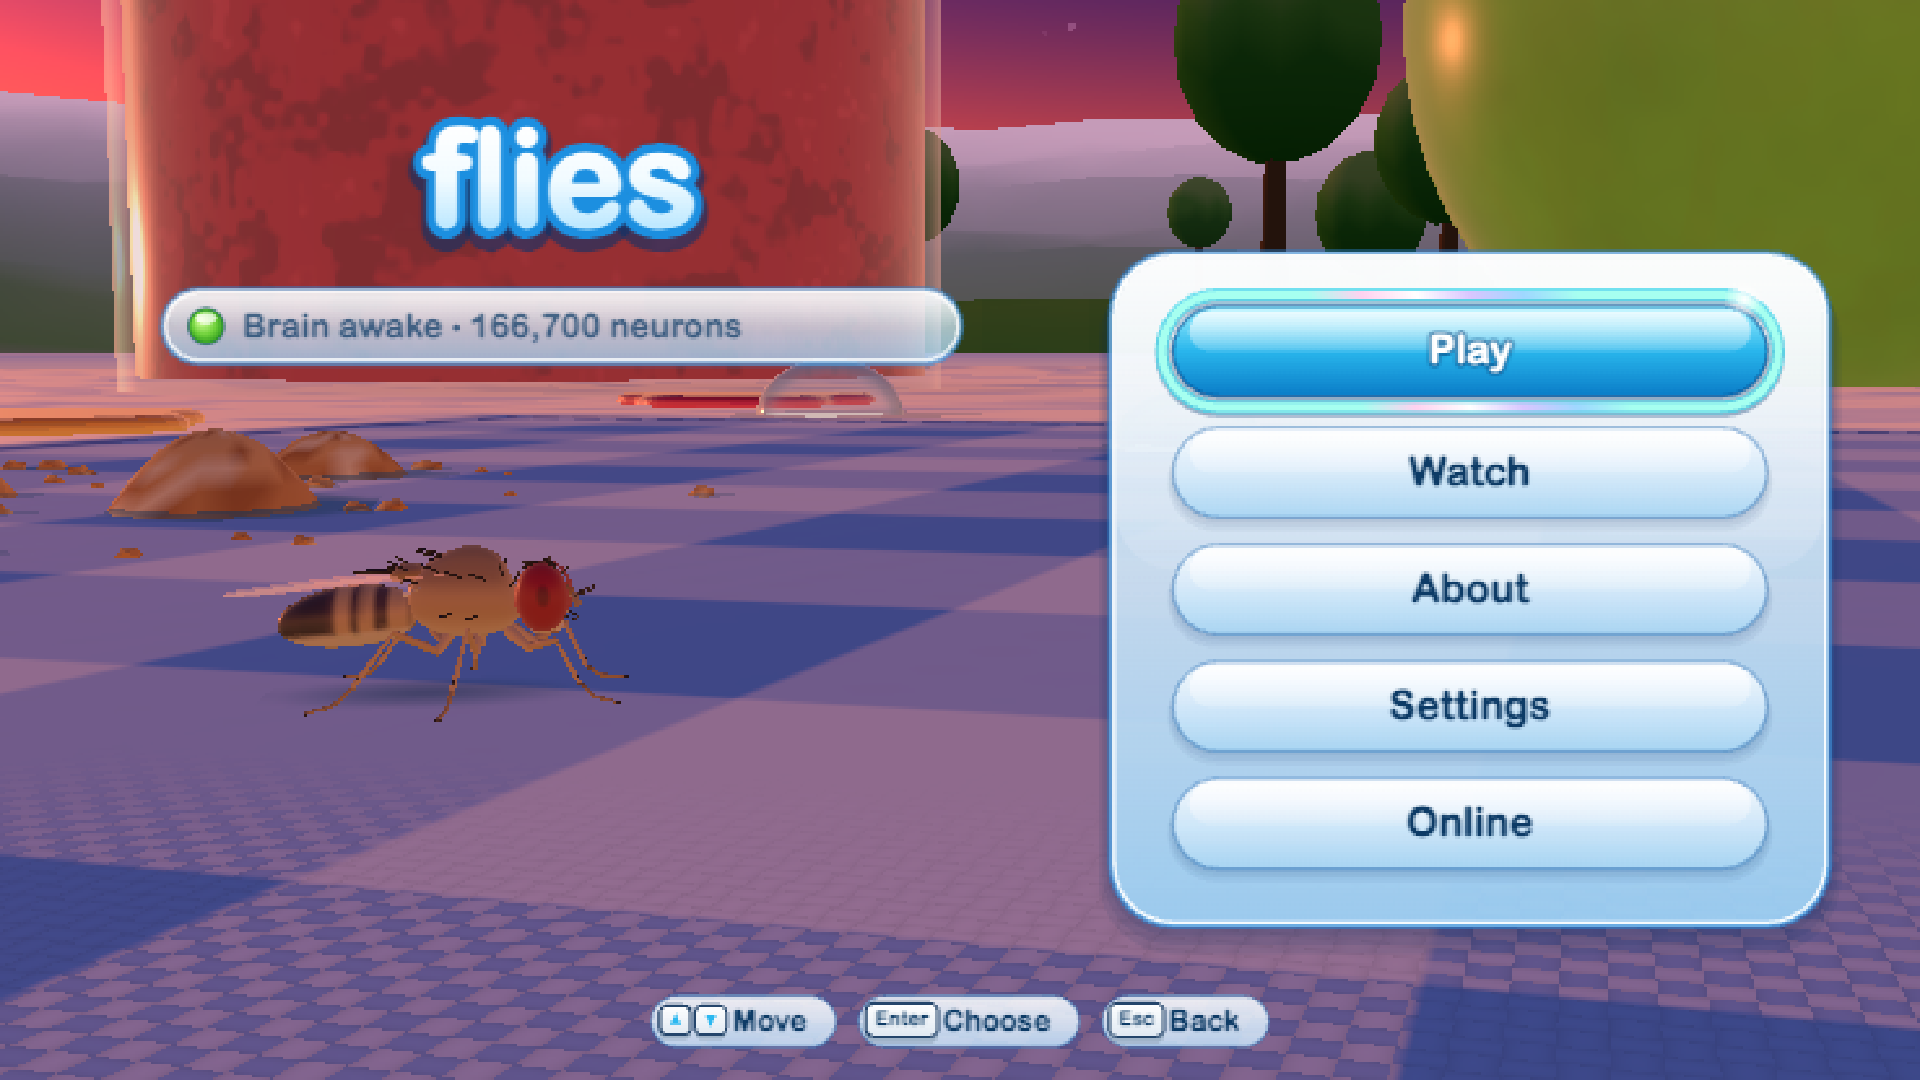 flies
Brain awake · 166,700 neurons
Play
Watch
About
Settings
Online
▲ ▼ Move
Enter Choose
Esc Back